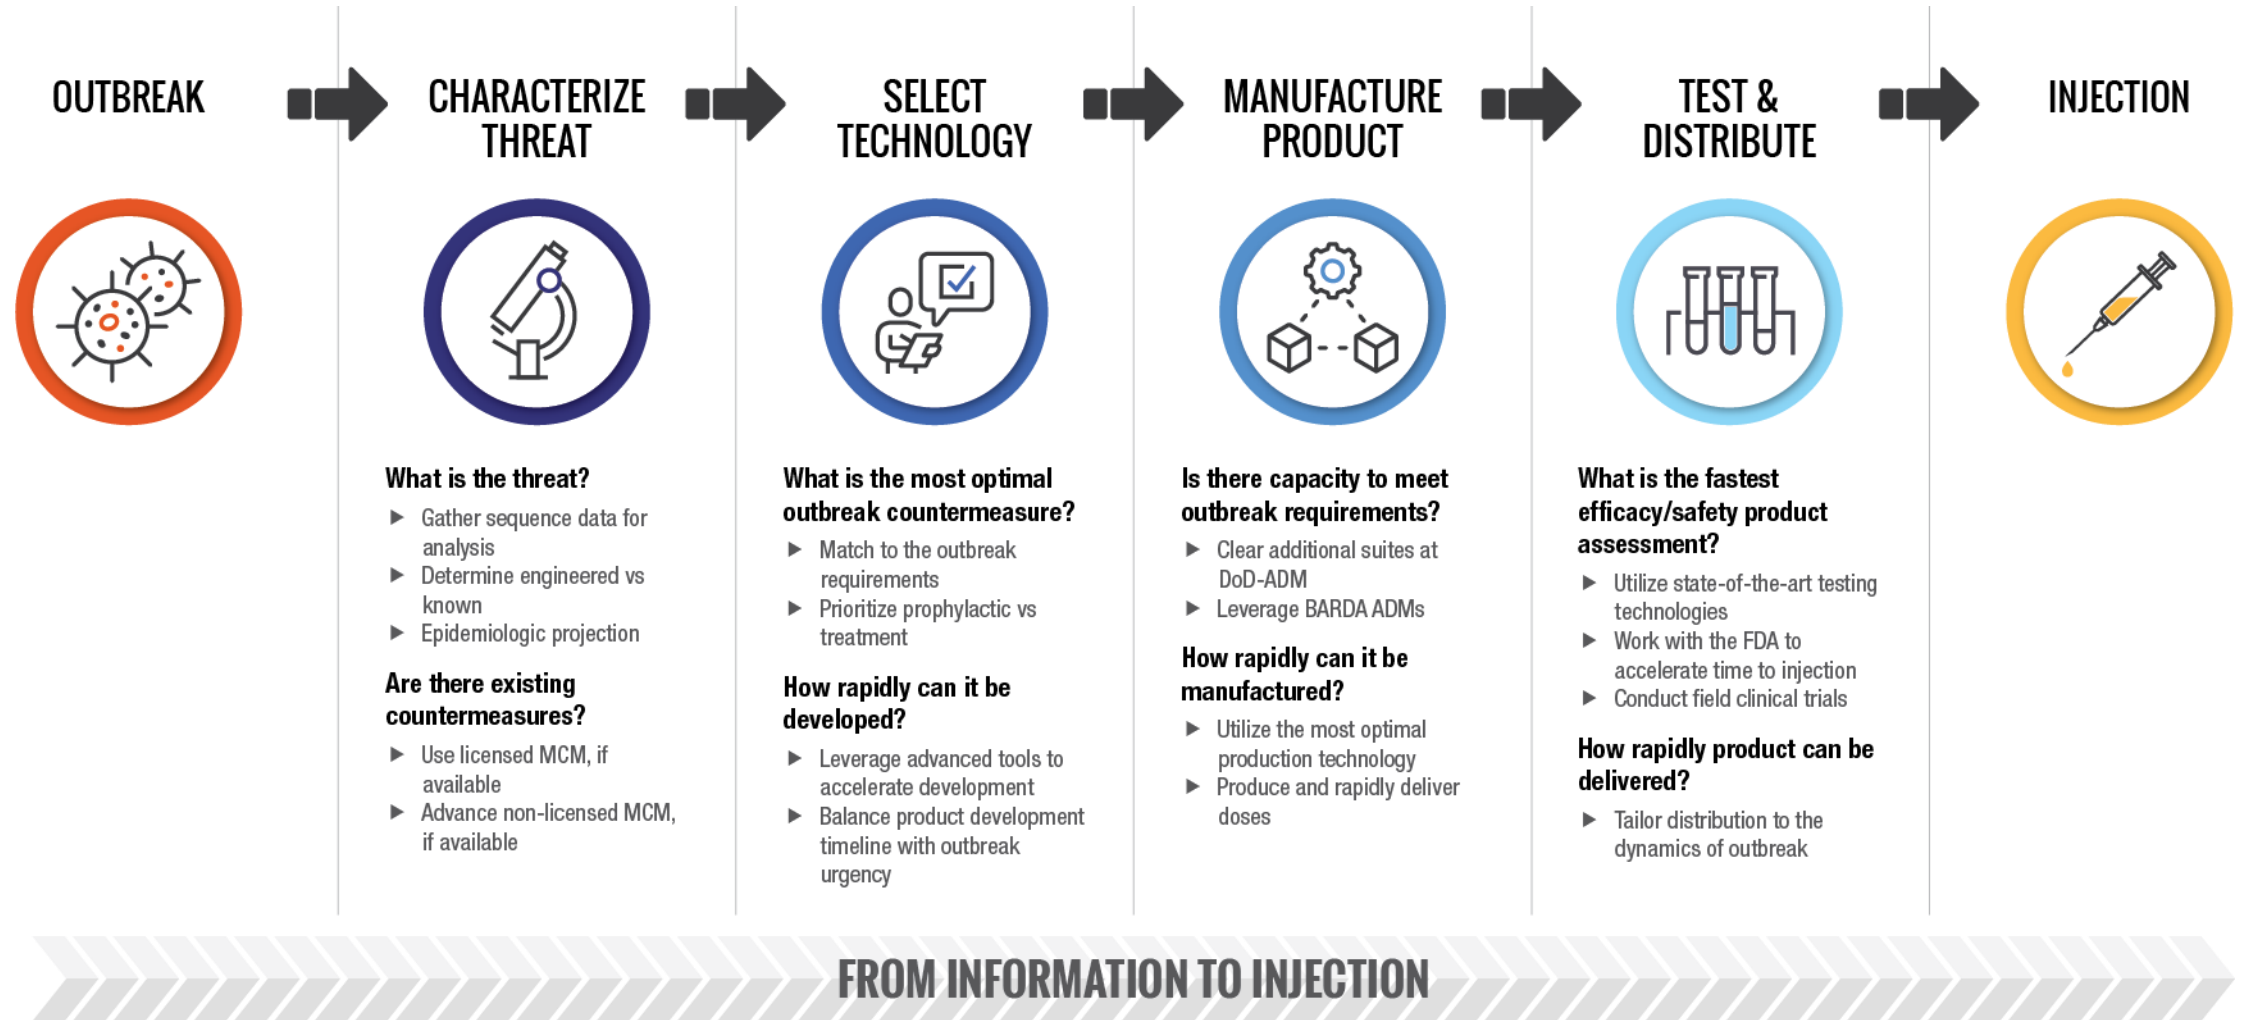 OUTBREAK
CHARACTERIZE
THREAT
SELECT
TECHNOLOGY
MANUFACTURE
PRODUCT
TEST &
DISTRIBUTE
INJECTION
What is the threat?
Gather sequence data for
analysis
Determine engineered vs
known
Epidemiologic projection
Are there existing
countermeasures?
Use licensed MCM, if
available
Advance non-licensed MCM,
if available
What is the most optimal
outbreak countermeasure?
Match to the outbreak
requirements
Prioritize prophylactic vs
treatment
How rapidly can it be
developed?
Leverage advanced tools to
accelerate development
Balance product development
timeline with outbreak
urgency
Is there capacity to meet
outbreak requirements?
Clear additional suites at
DoD-ADM
Leverage BARDA ADMs
How rapidly can it be
manufactured?
Utilize the most optimal
production technology
Produce and rapidly deliver
doses
What is the fastest
efficacy/safety product
assessment?
Utilize state-of-the-art testing
technologies
Work with the FDA to
accelerate time to injection
Conduct field clinical trials
How rapidly product can be
delivered?
Tailor distribution to the
dynamics of outbreak
FROM INFORMATION TO INJECTION